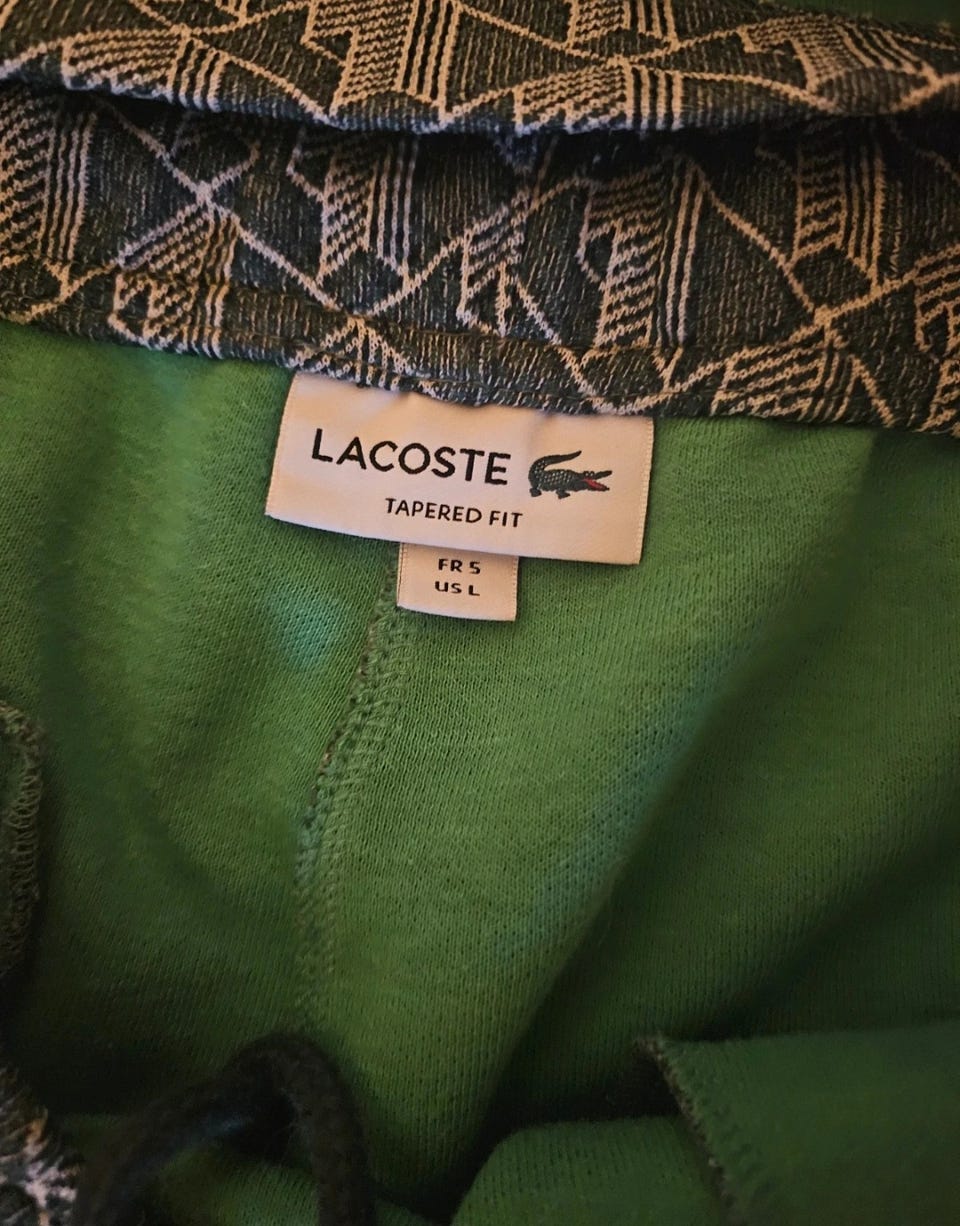 LACOSTE
TAPERED FIT
FR 5
US L